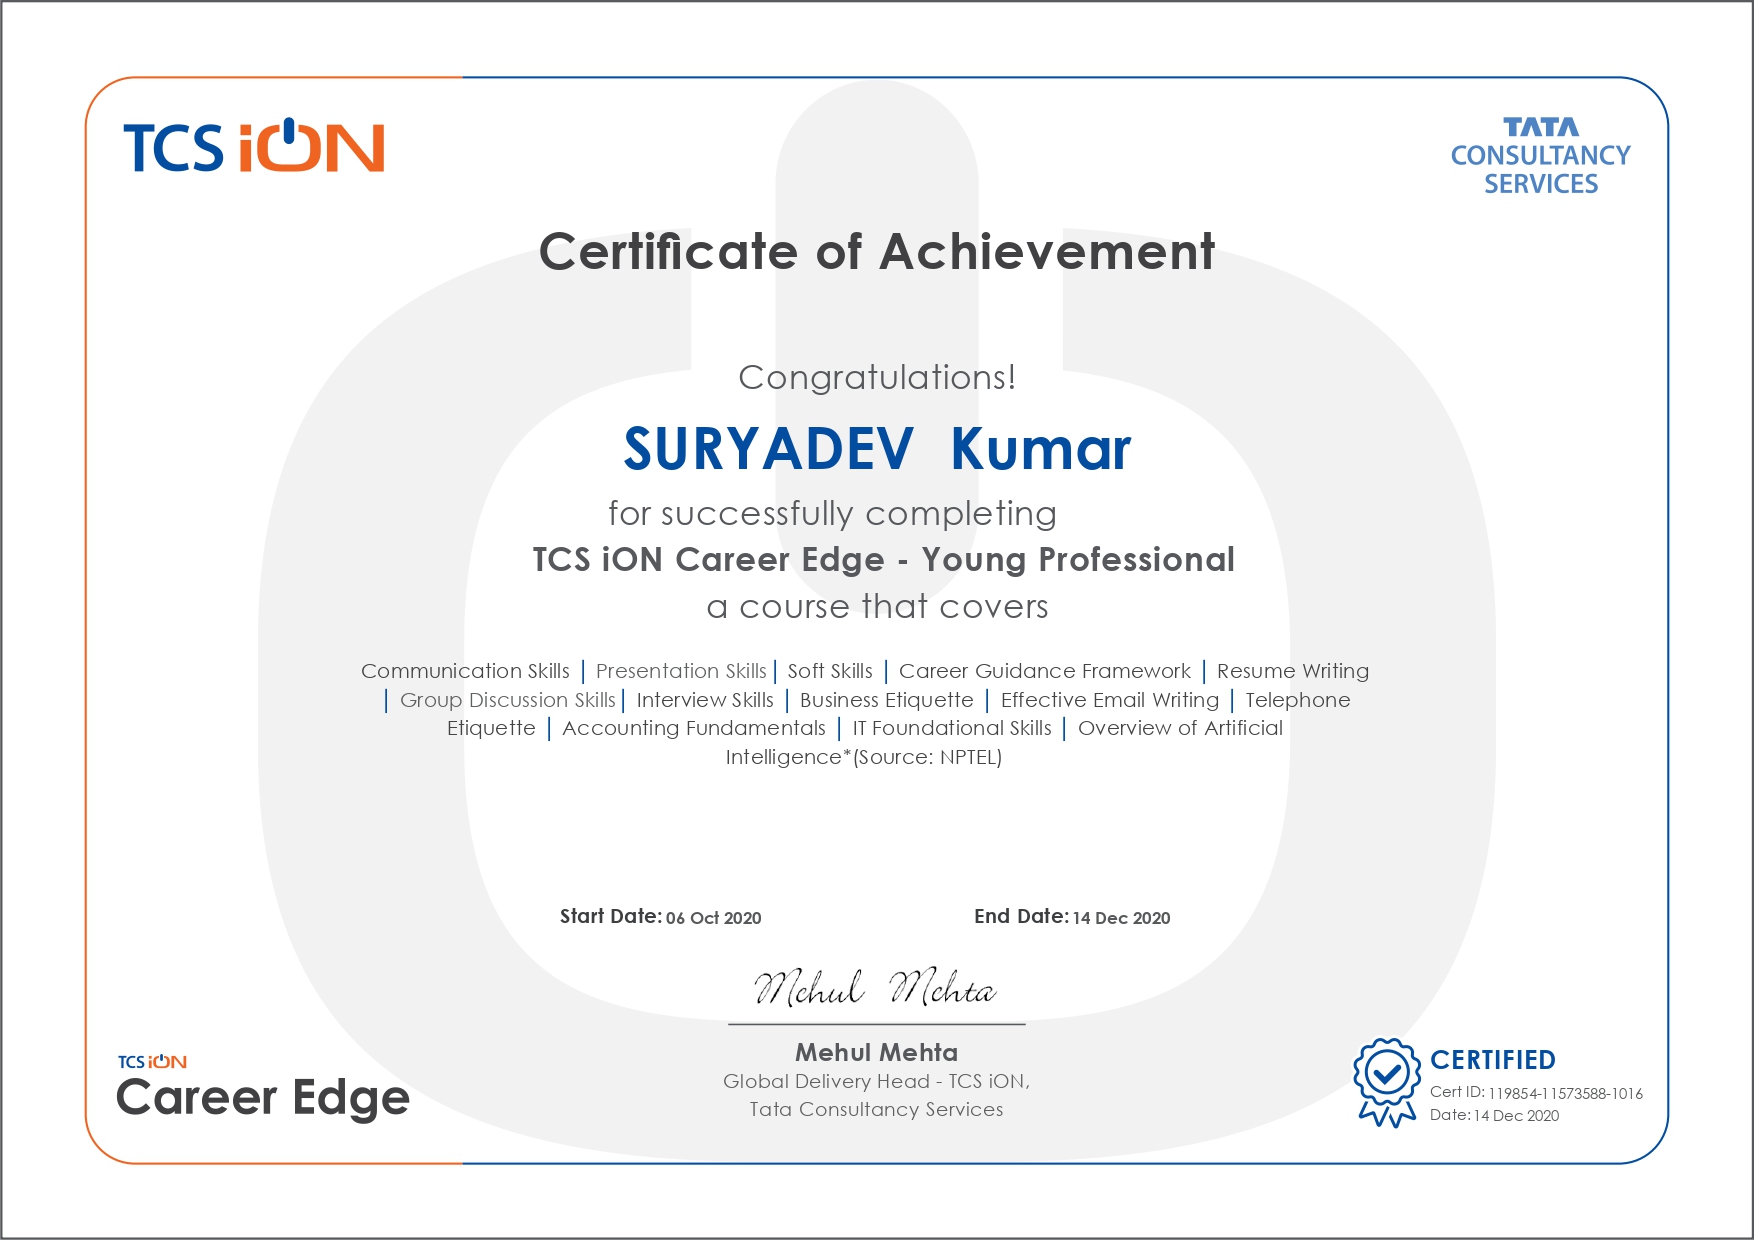 TCS iON
TATA
CONSULTANCY
SERVICES
Certificate of Achievement
Congratulations!
SURYADEV Kumar
for successfully completing
TCS iON Career Edge - Young Professional
a course that covers
Communication Skills | Presentation Skills | Soft Skills | Career Guidance Framework | Resume Writing
| Group Discussion Skills | Interview Skills | Business Etiquette | Effective Email Writing | Telephone
Etiquette | Accounting Fundamentals | IT Foundational Skills | Overview of Artificial
Intelligence*(Source: NPTEL)
Start Date: 06 Oct 2020 End Date: 14 Dec 2020
Mehul Mehta
Mehul Mehta
Global Delivery Head - TCS iON,
Tata Consultancy Services
TCS iON
Career Edge
CERTIFIED
Cert ID: 119854-11573588-1016
Date: 14 Dec 2020